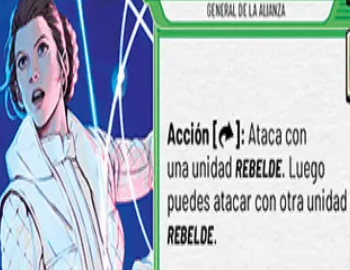 GENERAL DE LA ALIANZA
Acción [↷]: Ataca con
una unidad REBELDE. Luego
puedes atacar con otra unidad
REBELDE.